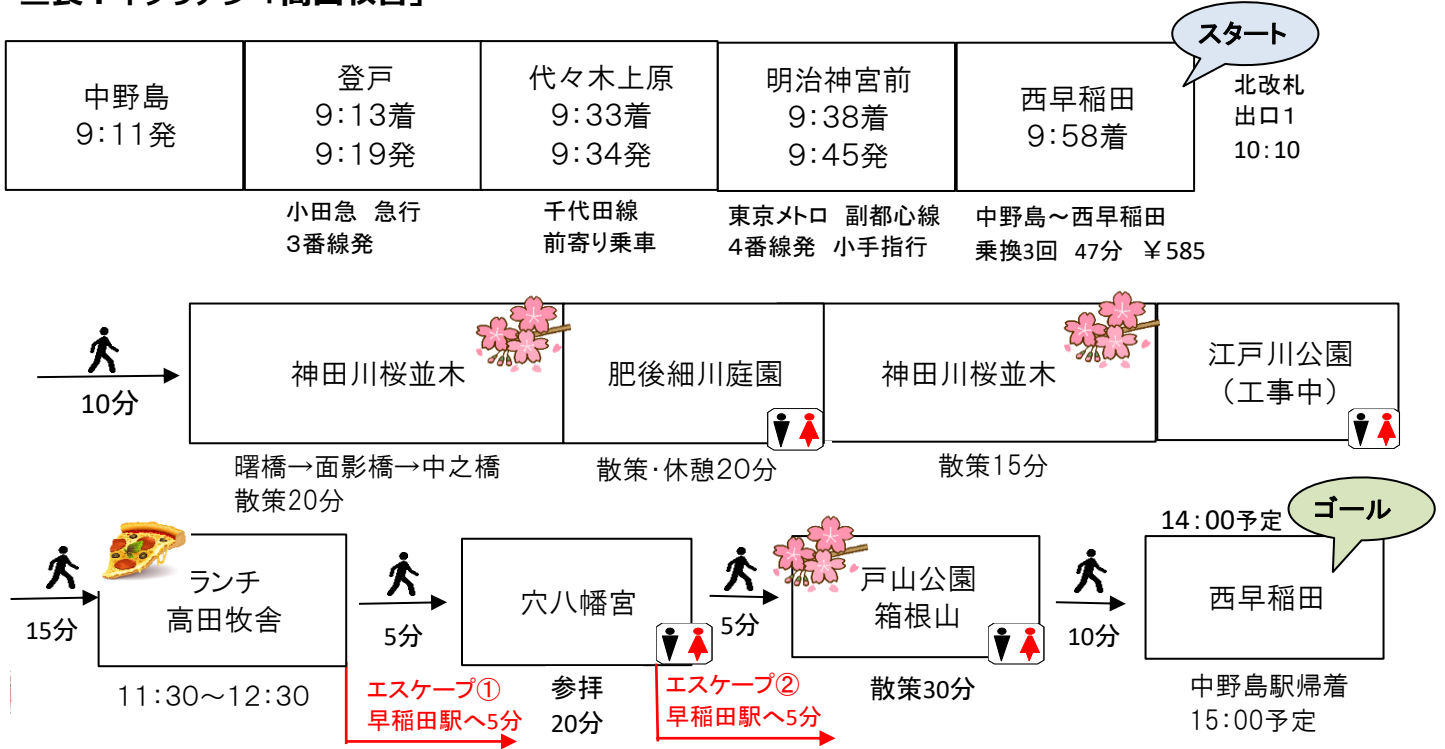 高田牧舎」
スタート
中野島
9:11発
登戸
9:13着
9:19発
代々木上原
9:33着
9:34発
明治神宮前
9:38着
9:45発
西早稲田
9:58着
北改札
出口1
10:10
小田急 急行
3番線発
千代田線
前寄り乗車
東京メトロ 副都心線
4番線発 小手指行
中野島~西早稲田
乗換3回 47分 ¥585
10分
神田川桜並木
肥後細川庭園
神田川桜並木
江戸川公園
(工事中)
曙橋→面影橋→中之橋
散策20分
散策・休憩20分
散策15分
15分
ランチ
高田牧舎
5分
穴八幡宮
5分
戸山公園
箱根山
10分
14:00予定
ゴール
西早稲田
11:30~12:30
エスケープ①
早稲田駅へ5分
参拝
20分
エスケープ②
早稲田駅へ5分
散策30分
中野島駅帰着
15:00予定